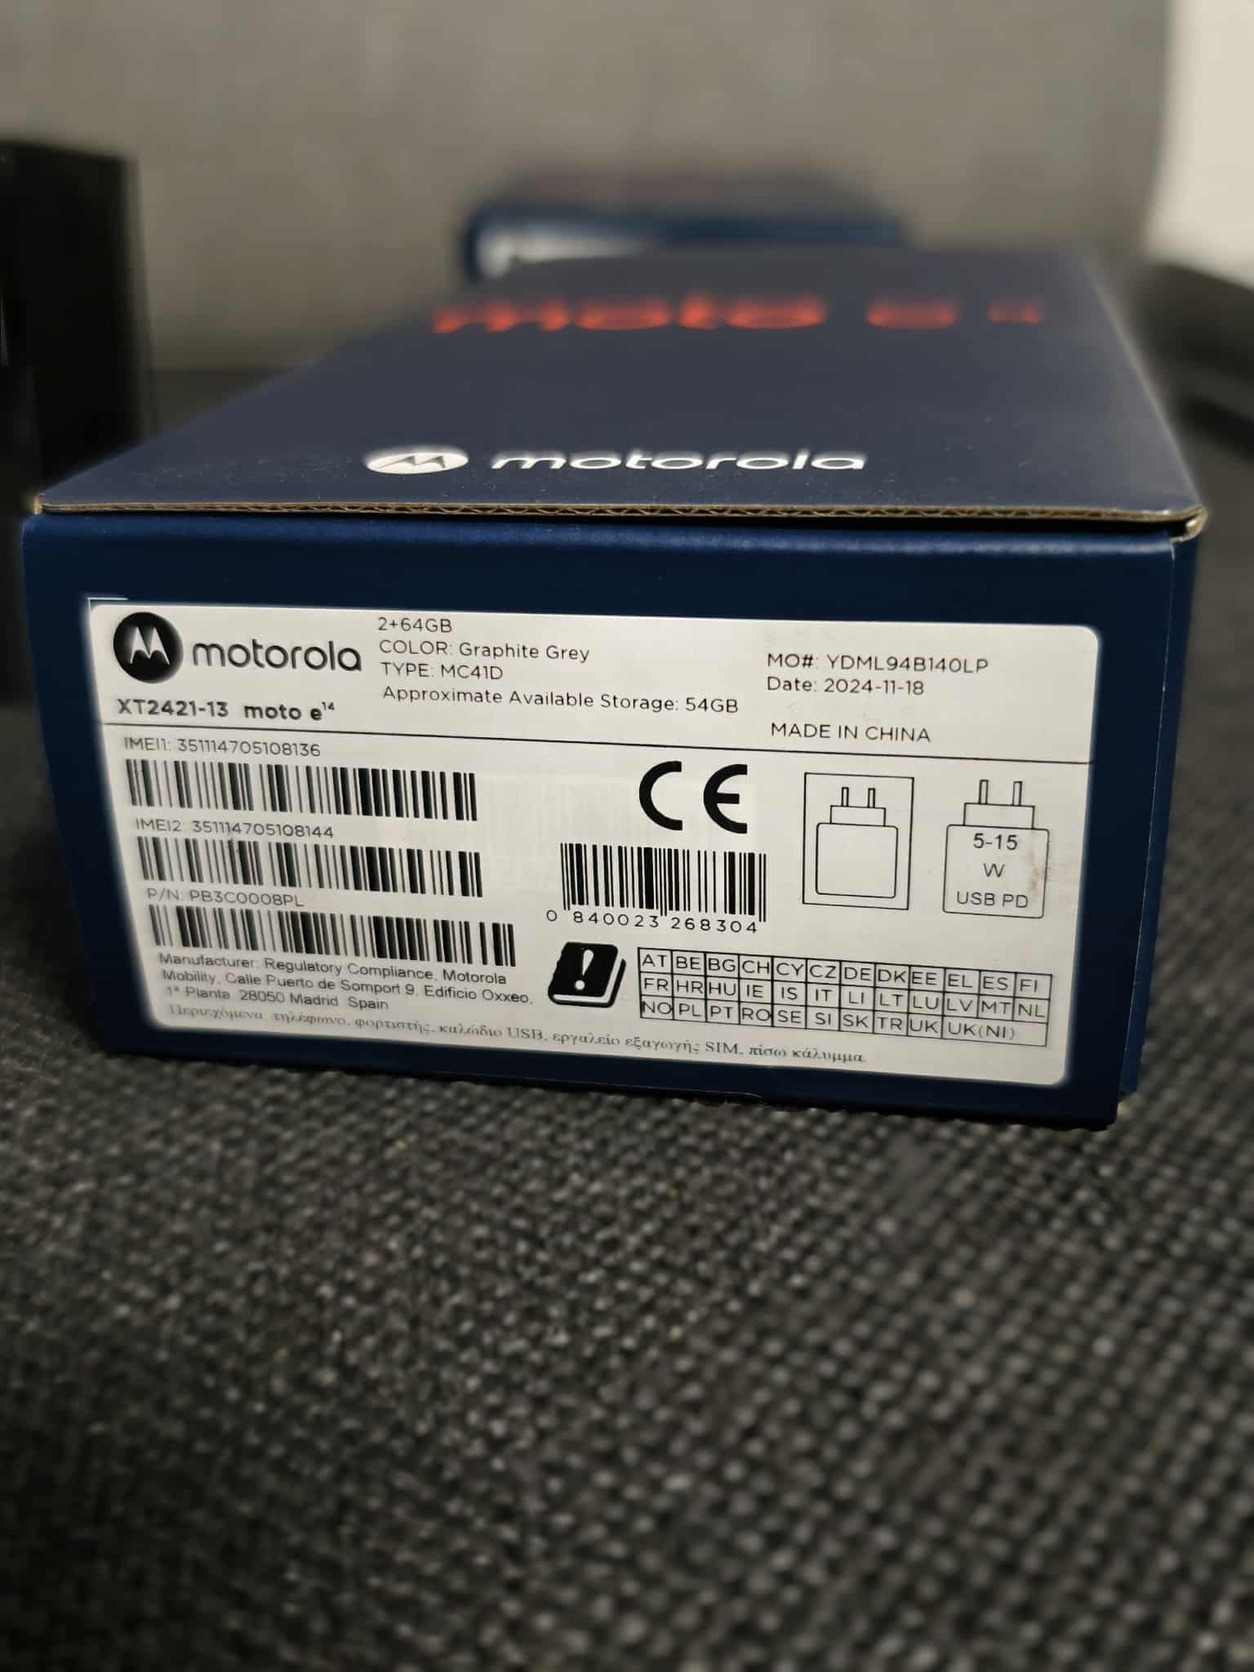 moto e
motorola
motorola
2+64GB
COLOR: Graphite Grey
TYPE: MC41D
Approximate Available Storage: 54GB
MO#: YDML94B140LP
Date: 2024-11-18
MADE IN CHINA
XT2421-13 moto e¹⁴
IMEI1: 351114705108136
IMEI2: 351114705108144
P/N: PB3C0008PL
CE
0 840023 268304
5-15
W
USB PD
Manufacturer: Regulatory Compliance, Motorola
Mobility, Calle Puerto de Somport 9, Edificio Oxxeo,
1ª Planta, 28050 Madrid, Spain
AT BE BG CH CY CZ DE DK EE EL ES FI
FR HR HU IE IS IT LI LT LU LV MT NL
NO PL PT RO SE SI SK TR UK UK(NI)
Περιεχόμενα: τηλέφωνο, φορτιστής, καλώδιο USB, εργαλείο εξαγωγής SIM, πίσω κάλυμμα.